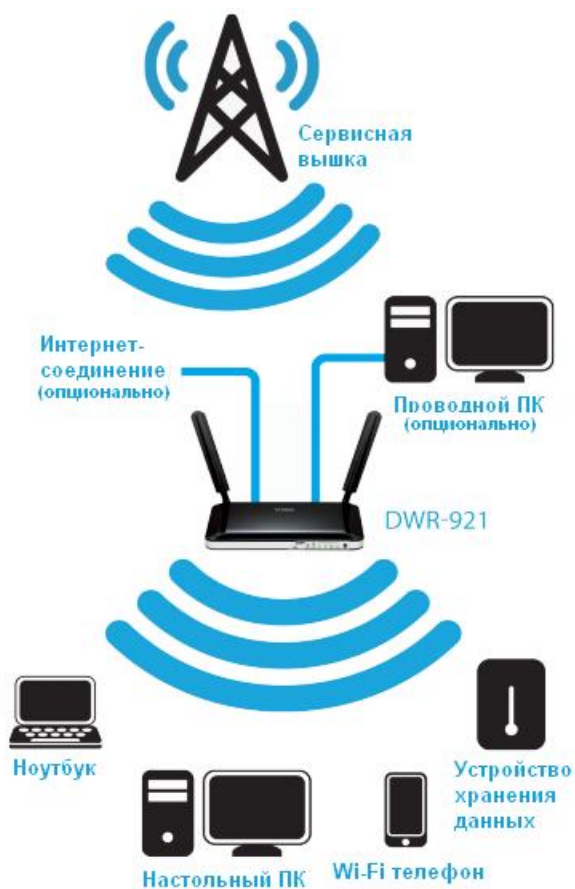 Сервисная
вышка
Интернет-
соединение
(опционально)
Проводной ПК
(опционально)
DWR-921
Ноутбук
Устройство
хранения
данных
Wi-Fi телефон
Настольный ПК